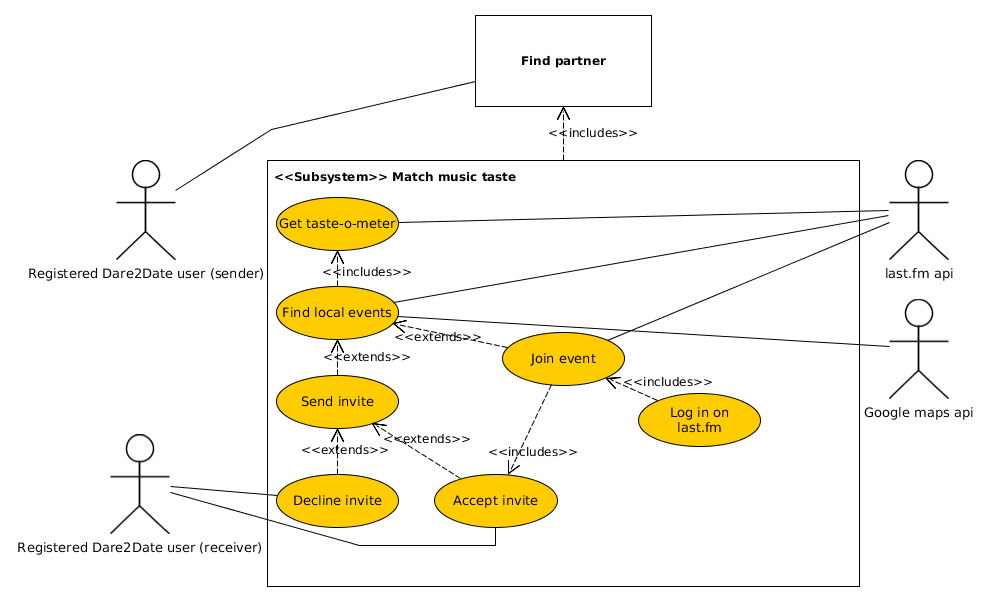 Find partner
<<includes>>
<<Subsystem>> Match music taste
Get taste-o-meter
Registered Dare2Date user (sender)
<<includes>>
last.fm api
Find local events
<<extends>>
<<extends>>
Join event
<<includes>>
Google maps api
Send invite
Log in on
last.fm
<<extends>>
<<extends>>
<<includes>>
Decline invite
Accept invite
Registered Dare2Date user (receiver)